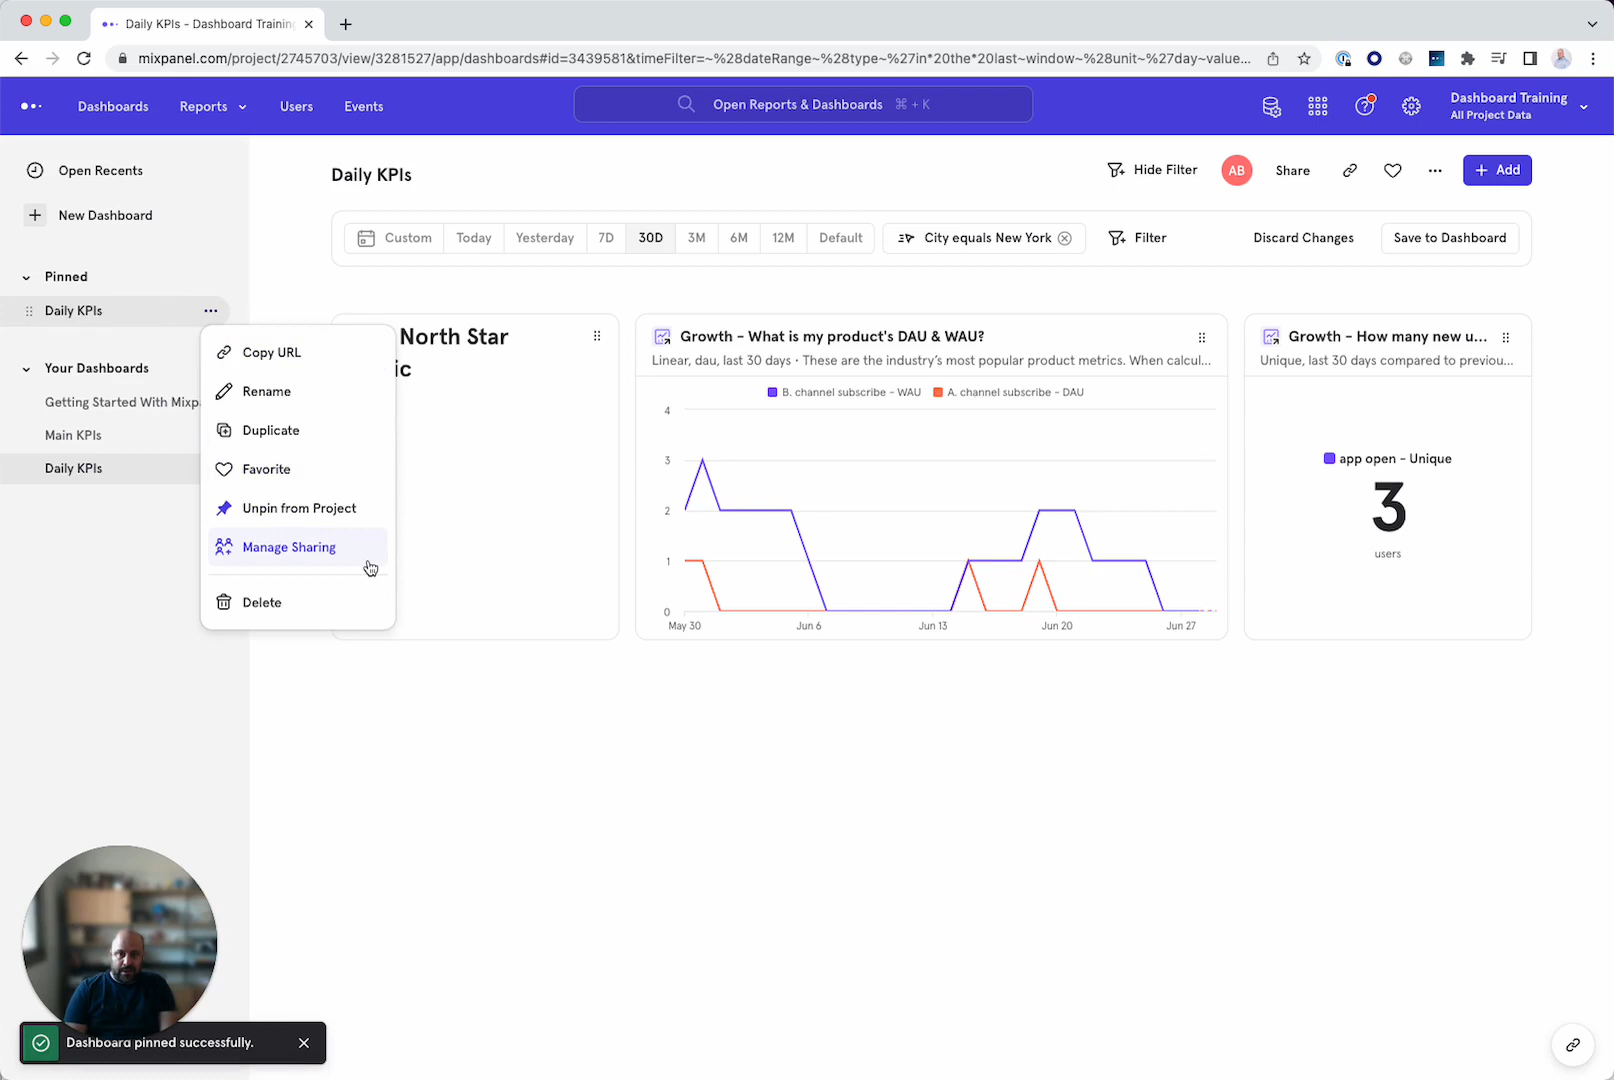 Daily KPIs - Dashboard Training
mixpanel.com/project/2745703/view/3281527/app/dashboards#id=3439581&timeFilter=~%28dateRange~%28type~%27in*20the*20last~window~%28unit~%27day~value...
Dashboards
Reports
Users
Events
Open Reports & Dashboards ⌘ + K
Dashboard Training
All Project Data
Open Recents
New Dashboard
Pinned
Daily KPIs
Your Dashboards
Getting Started With Mixpa
Main KPIs
Daily KPIs
Copy URL
Rename
Duplicate
Favorite
Unpin from Project
Manage Sharing
Delete
Daily KPIs
Hide Filter
AB
Share
+ Add
Custom
Today
Yesterday
7D
30D
3M
6M
12M
Default
City equals New York
Filter
Discard Changes
Save to Dashboard
North Star
ic
Growth - What is my product's DAU & WAU?
Linear, dau, last 30 days • These are the industry's most popular product metrics. When calcul...
B. channel subscribe - WAU
A. channel subscribe - DAU
4
3
2
1
0
May 30
Jun 6
Jun 13
Jun 20
Jun 27
Growth - How many new u...
Unique, last 30 days compared to previou...
app open - Unique
3
users
Dashboard pinned successfully.